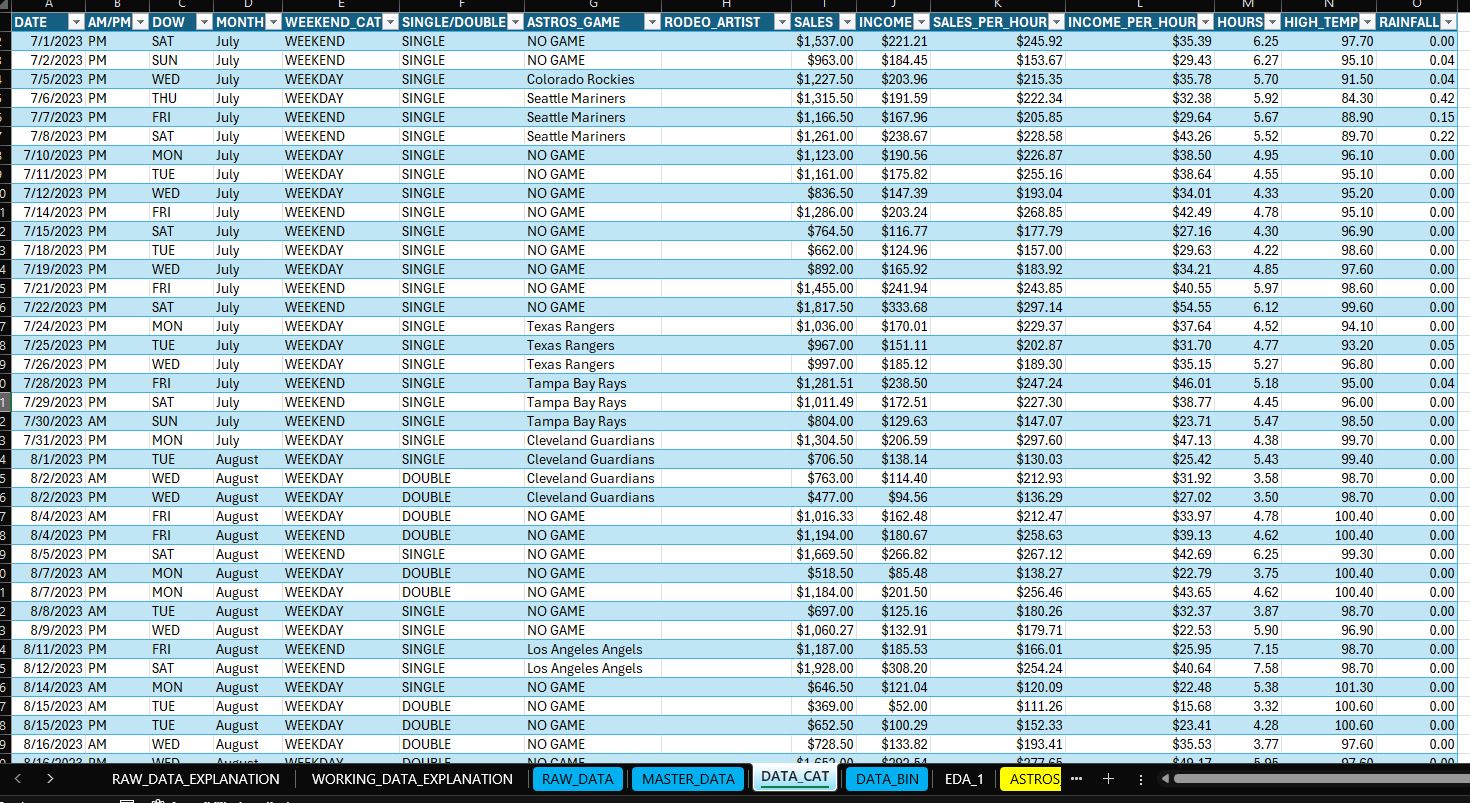 A B C D E F G H I J K L M N O
DATE AM/PM DOW MONTH WEEKEND_CAT SINGLE/DOUBLE ASTROS_GAME RODEO_ARTIST SALES INCOME SALES_PER_HOUR INCOME_PER_HOUR HOURS HIGH_TEMP RAINFALL
7/1/2023 PM SAT July WEEKEND SINGLE NO GAME $1,537.00 $221.21 $245.92 $35.39 6.25 97.70 0.00
7/2/2023 PM SUN July WEEKEND SINGLE NO GAME $963.00 $184.45 $153.67 $29.43 6.27 95.10 0.04
7/5/2023 PM WED July WEEKDAY SINGLE Colorado Rockies $1,227.50 $203.96 $215.35 $35.78 5.70 91.50 0.04
7/6/2023 PM THU July WEEKDAY SINGLE Seattle Mariners $1,315.50 $191.59 $222.34 $32.38 5.92 84.30 0.42
7/7/2023 PM FRI July WEEKEND SINGLE Seattle Mariners $1,166.50 $167.96 $205.85 $29.64 5.67 88.90 0.15
7/8/2023 PM SAT July WEEKEND SINGLE Seattle Mariners $1,261.00 $238.67 $228.58 $43.26 5.52 89.70 0.22
7/10/2023 PM MON July WEEKDAY SINGLE NO GAME $1,123.00 $190.56 $226.87 $38.50 4.95 96.10 0.00
7/11/2023 PM TUE July WEEKDAY SINGLE NO GAME $1,161.00 $175.82 $255.16 $38.64 4.55 95.10 0.00
7/12/2023 PM WED July WEEKDAY SINGLE NO GAME $836.50 $147.39 $193.04 $34.01 4.33 95.20 0.00
7/14/2023 PM FRI July WEEKEND SINGLE NO GAME $1,286.00 $203.24 $268.85 $42.49 4.78 95.10 0.00
7/15/2023 PM SAT July WEEKEND SINGLE NO GAME $764.50 $116.77 $177.79 $27.16 4.30 96.90 0.00
7/18/2023 PM TUE July WEEKDAY SINGLE NO GAME $662.00 $124.96 $157.00 $29.63 4.22 98.60 0.00
7/19/2023 PM WED July WEEKDAY SINGLE NO GAME $892.00 $165.92 $183.92 $34.21 4.85 97.60 0.00
7/21/2023 PM FRI July WEEKEND SINGLE NO GAME $1,455.00 $241.94 $243.85 $40.55 5.97 98.60 0.00
7/22/2023 PM SAT July WEEKEND SINGLE NO GAME $1,817.50 $333.68 $297.14 $54.55 6.12 99.60 0.00
7/24/2023 PM MON July WEEKDAY SINGLE Texas Rangers $1,036.00 $170.01 $229.37 $37.64 4.52 94.10 0.00
7/25/2023 PM TUE July WEEKDAY SINGLE Texas Rangers $967.00 $151.11 $202.87 $31.70 4.77 93.20 0.05
7/26/2023 PM WED July WEEKDAY SINGLE Texas Rangers $997.00 $185.12 $189.30 $35.15 5.27 96.80 0.00
7/28/2023 PM FRI July WEEKEND SINGLE Tampa Bay Rays $1,281.51 $238.50 $247.24 $46.01 5.18 95.00 0.04
7/29/2023 PM SAT July WEEKEND SINGLE Tampa Bay Rays $1,011.49 $172.51 $227.30 $38.77 4.45 96.00 0.00
7/30/2023 AM SUN July WEEKEND SINGLE Tampa Bay Rays $804.00 $129.63 $147.07 $23.71 5.47 98.50 0.00
7/31/2023 PM MON July WEEKDAY SINGLE Cleveland Guardians $1,304.50 $206.59 $297.60 $47.13 4.38 99.70 0.00
8/1/2023 PM TUE August WEEKDAY SINGLE Cleveland Guardians $706.50 $138.14 $130.03 $25.42 5.43 99.40 0.00
8/2/2023 AM WED August WEEKDAY DOUBLE Cleveland Guardians $763.00 $114.40 $212.93 $31.92 3.58 98.70 0.00
8/2/2023 PM WED August WEEKDAY DOUBLE Cleveland Guardians $477.00 $94.56 $136.29 $27.02 3.50 98.70 0.00
8/4/2023 AM FRI August WEEKDAY DOUBLE NO GAME $1,016.33 $162.48 $212.47 $33.97 4.78 100.40 0.00
8/4/2023 PM FRI August WEEKEND DOUBLE NO GAME $1,194.00 $180.67 $258.63 $39.13 4.62 100.40 0.00
8/5/2023 PM SAT August WEEKEND SINGLE NO GAME $1,669.50 $266.82 $267.12 $42.69 6.25 99.30 0.00
8/7/2023 AM MON August WEEKDAY DOUBLE NO GAME $518.50 $85.48 $138.27 $22.79 3.75 100.40 0.00
8/7/2023 PM MON August WEEKDAY DOUBLE NO GAME $1,184.00 $201.50 $256.46 $43.65 4.62 100.40 0.00
8/8/2023 AM TUE August WEEKDAY SINGLE NO GAME $697.00 $125.16 $180.26 $32.37 3.87 98.70 0.00
8/9/2023 PM WED August WEEKDAY SINGLE NO GAME $1,060.27 $132.91 $179.71 $22.53 5.90 96.90 0.00
8/11/2023 PM FRI August WEEKEND SINGLE Los Angeles Angels $1,187.00 $185.53 $166.01 $25.95 7.15 98.70 0.00
8/12/2023 PM SAT August WEEKEND SINGLE Los Angeles Angels $1,928.00 $308.20 $254.24 $40.64 7.58 98.70 0.00
8/14/2023 AM MON August WEEKDAY SINGLE NO GAME $646.50 $121.04 $120.09 $22.48 5.38 101.30 0.00
8/15/2023 AM TUE August WEEKDAY DOUBLE NO GAME $369.00 $52.00 $111.26 $15.68 3.32 100.60 0.00
8/15/2023 PM TUE August WEEKDAY DOUBLE NO GAME $652.50 $100.29 $152.33 $23.41 4.28 100.60 0.00
8/16/2023 AM WED August WEEKDAY DOUBLE NO GAME $728.50 $133.82 $193.41 $35.53 3.77 97.60 0.00
RAW_DATA_EXPLANATION WORKING_DATA_EXPLANATION RAW_DATA MASTER_DATA DATA_CAT DATA_BIN EDA_1 ASTROS